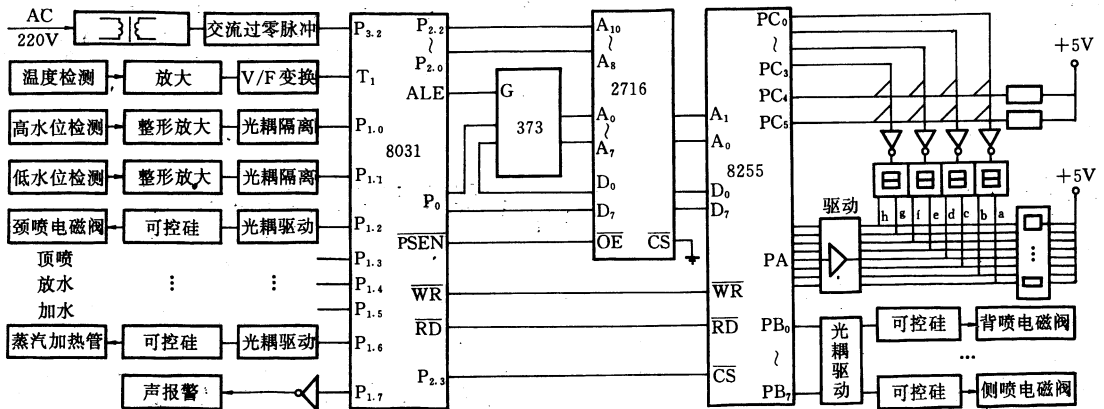 AC
220V
交流过零脉冲
温度检测
放大
V/F变换
高水位检测
整形放大
光耦隔离
低水位检测
整形放大
光耦隔离
颈喷电磁阀
可控硅
光耦驱动
顶喷
放水
⋮
⋮
加水
蒸汽加热管
可控硅
光耦驱动
声报警
P3.2
T1
P1.0
P1.1
P1.2
P1.3
P1.4
P1.5
P1.6
P1.7
8031
P2.2
~
P2.0
ALE
P0
PSEN
WR
RD
P2.3
G
373
A10
~
A8
2716
A0
~
A7
D0
D7
OE
CS
A1
A0
8255
D0
D7
WR
RD
CS
PC0
~
PC3
PC4
PC5
PA
PB0
~
PB7
+5V
+5V
驱动
h g f e d c b a
⋮
光耦驱动
可控硅
背喷电磁阀
…
可控硅
侧喷电磁阀